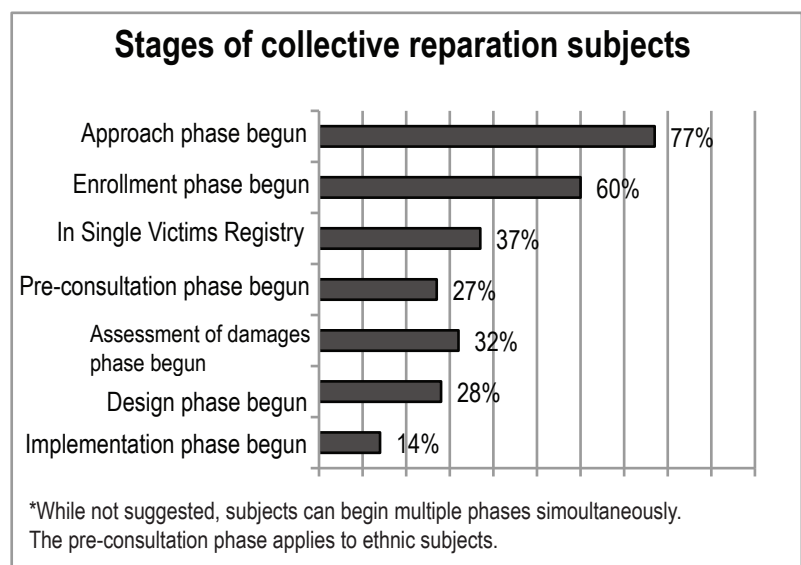 Stages of collective reparation subjects
Approach phase begun
77%
Enrollment phase begun
60%
In Single Victims Registry
37%
Pre-consultation phase begun
27%
Assessment of damages
phase begun
32%
Design phase begun
28%
Implementation phase begun
14%
*While not suggested, subjects can begin multiple phases simoultaneously.
The pre-consultation phase applies to ethnic subjects.